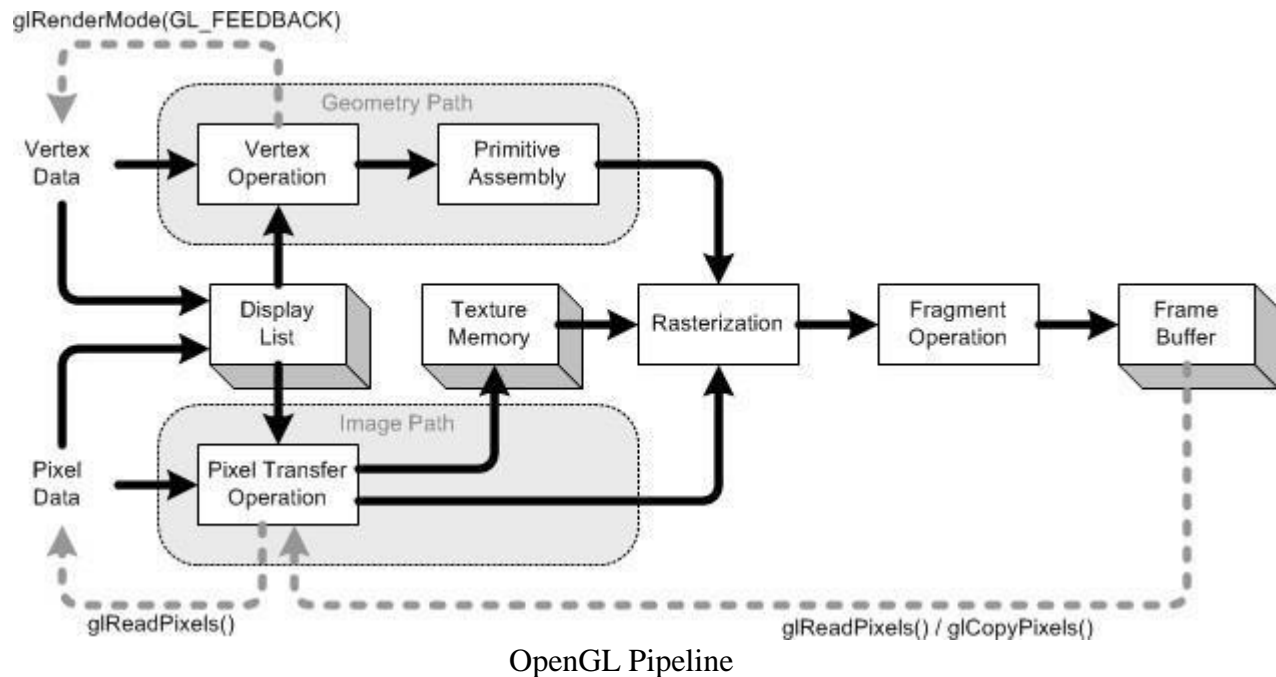 glRenderMode(GL_FEEDBACK)
Geometry Path
Vertex
Data
Vertex
Operation
Primitive
Assembly
Display
List
Texture
Memory
Rasterization
Fragment
Operation
Frame
Buffer
Image Path
Pixel
Data
Pixel Transfer
Operation
glReadPixels()
glReadPixels() / glCopyPixels()
OpenGL Pipeline